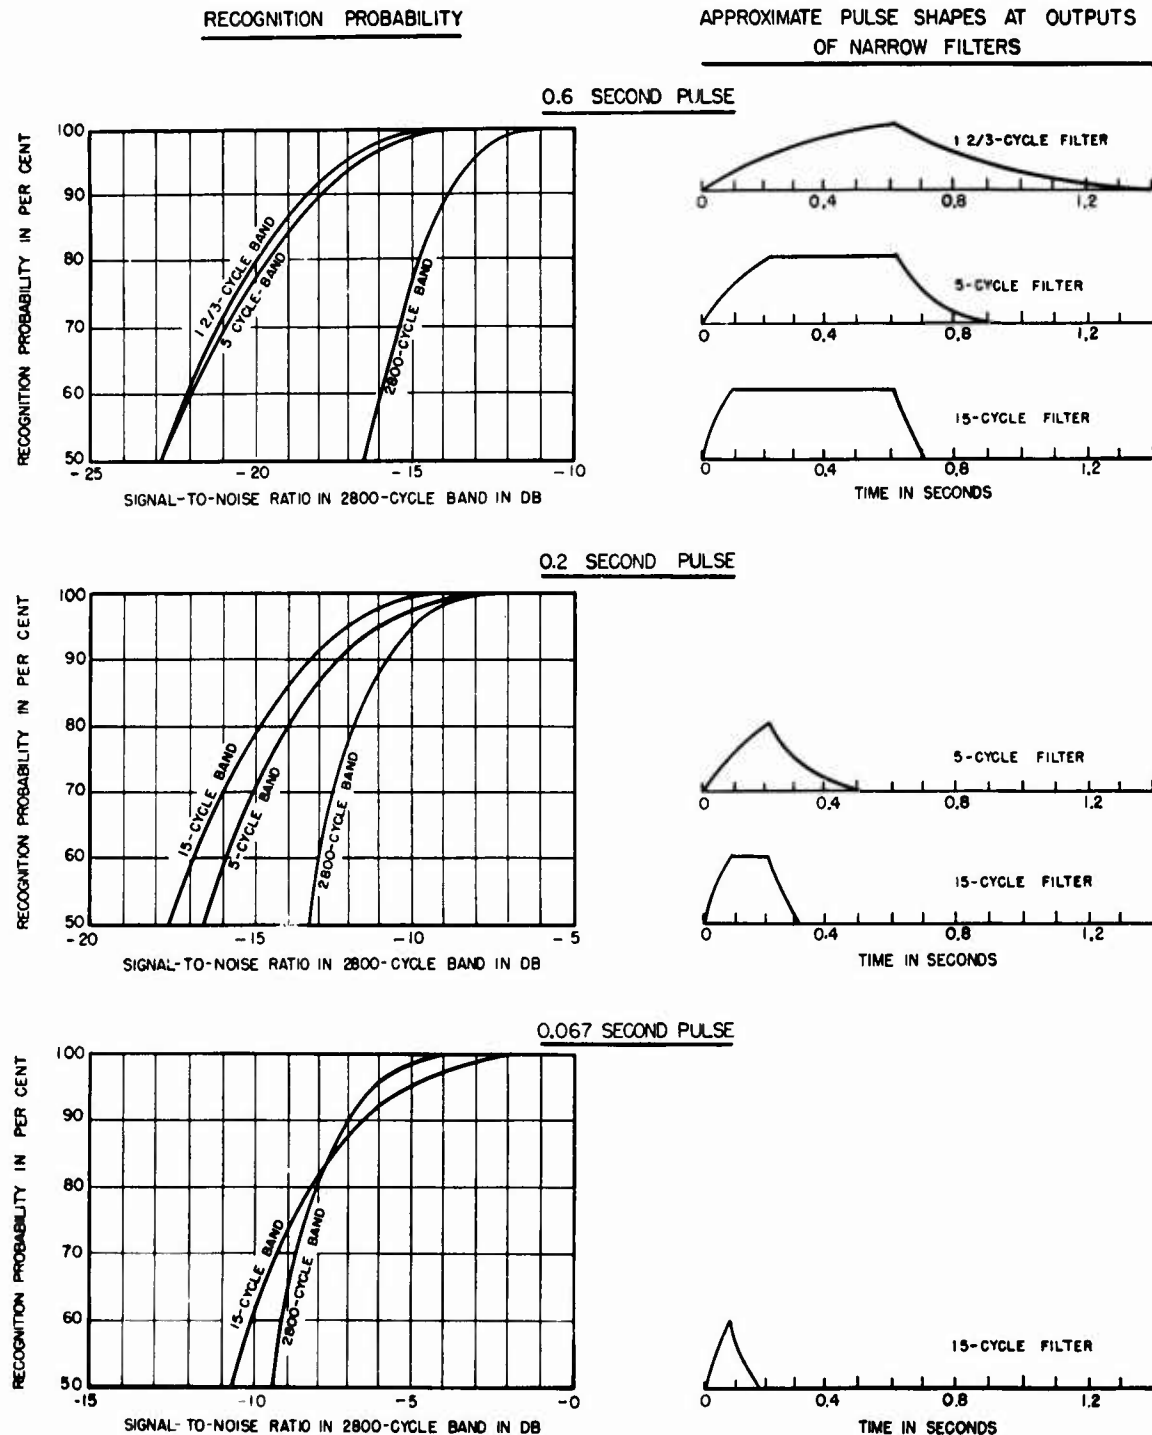 RECOGNITION PROBABILITY
APPROXIMATE PULSE SHAPES AT OUTPUTS
OF NARROW FILTERS
0.6 SECOND PULSE
RECOGNITION PROBABILITY IN PER CENT
100
90
80
70
60
50
1 2/3-CYCLE BAND
5 CYCLE-BAND
2800-CYCLE BAND
-25 -20 -15 -10
SIGNAL-TO-NOISE RATIO IN 2800-CYCLE BAND IN DB
1 2/3-CYCLE FILTER
0 0.4 0.8 1.2
5-CYCLE FILTER
0 0.4 0.8 1.2
15-CYCLE FILTER
0 0.4 0.8 1.2
TIME IN SECONDS
0.2 SECOND PULSE
RECOGNITION PROBABILITY IN PER CENT
100
90
80
70
60
50
15-CYCLE BAND
5-CYCLE BAND
2800-CYCLE BAND
-20 -15 -10 -5
SIGNAL-TO-NOISE RATIO IN 2800-CYCLE BAND IN DB
5-CYCLE FILTER
0 0.4 0.8 1.2
15-CYCLE FILTER
0 0.4 0.8 1.2
TIME IN SECONDS
0.067 SECOND PULSE
RECOGNITION PROBABILITY IN PER CENT
100
90
80
70
60
50
15-CYCLE BAND
2800-CYCLE BAND
-15 -10 -5 -0
SIGNAL-TO-NOISE RATIO IN 2800-CYCLE BAND IN DB
15-CYCLE FILTER
0 0.4 0.8 1.2
TIME IN SECONDS